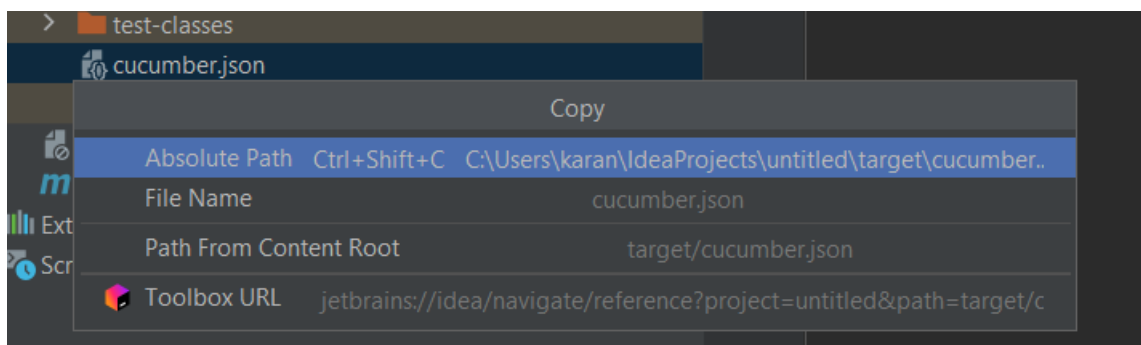 test-classes
cucumber.json
Copy
Absolute Path Ctrl+Shift+C C:\Users\karan\IdeaProjects\untitled\target\cucumber..
m
File Name cucumber.json
Ext
Path From Content Root target/cucumber.json
Scr
Toolbox URL jetbrains://idea/navigate/reference?project=untitled&path=target/c